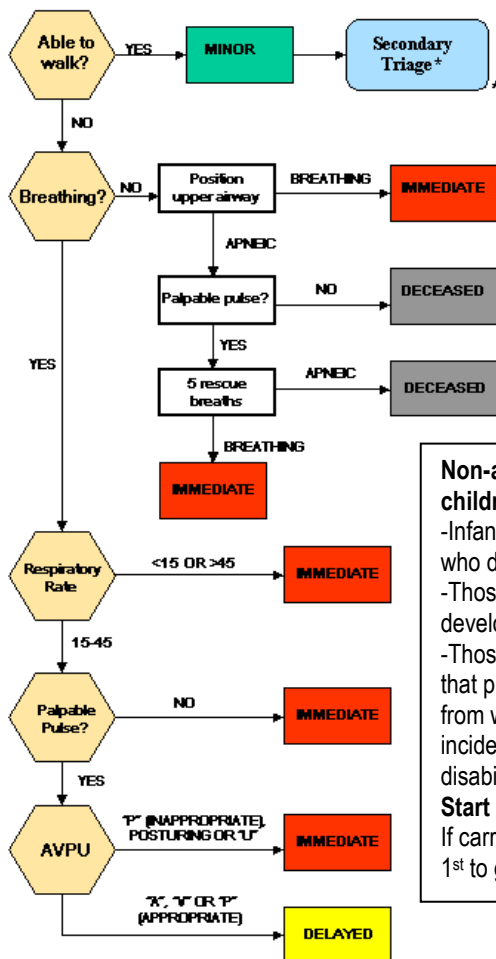 Able to
walk?
YES
MINOR
Secondary
Triage*
*
NO
Breathing?
NO
Position
upper airway
BREATHING
IMMEDIATE
APNEIC
Palpable pulse?
NO
DECEASED
YES
YES
5 rescue
breaths
APNEIC
DECEASED
BREATHING
IMMEDIATE
Respiratory
Rate
<15 OR >45
IMMEDIATE
15-45
Palpable
Pulse?
NO
IMMEDIATE
YES
AVPU
"P" (INAPPROPRIATE),
POSTURING OR "U"
IMMEDIATE
"A", "V" OR "P"
(APPROPRIATE)
DELAYED
Non-a
childr
-Infan
who d
-Thos
develo
-Thos
that p
from w
incide
disabi
Start
If carr
1st to g